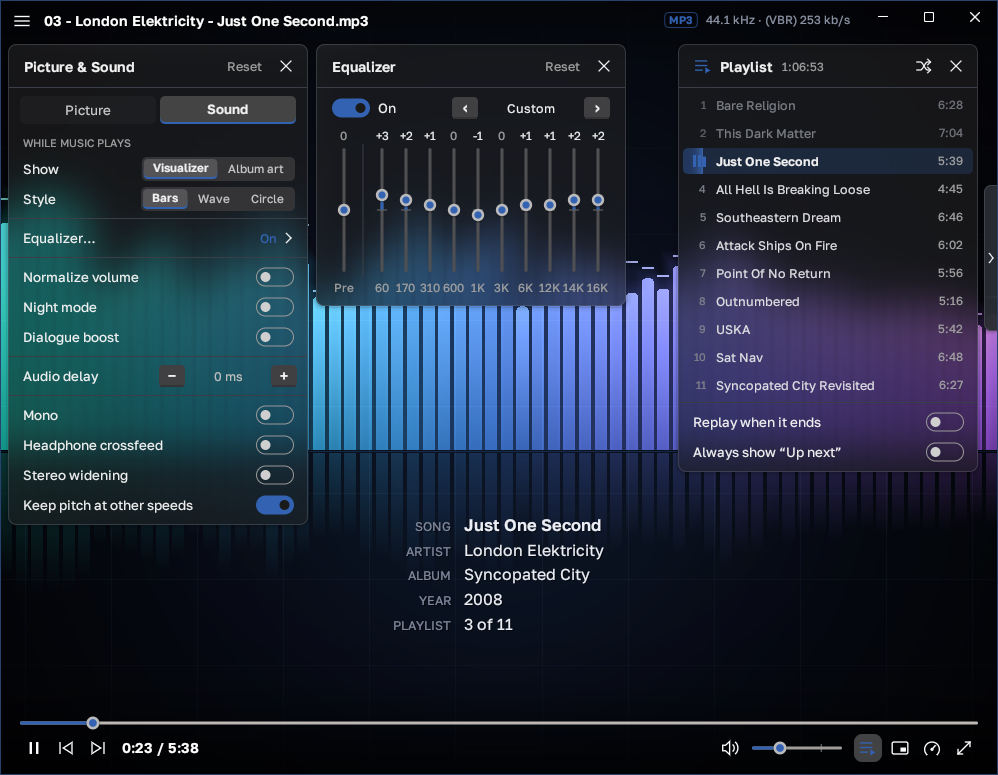 03 - London Elektricity - Just One Second.mp3
MP3 44.1 kHz · (VBR) 253 kb/s
Picture & Sound Reset
Picture Sound
WHILE MUSIC PLAYS
Show Visualizer Album art
Style Bars Wave Circle
Equalizer... On
Normalize volume
Night mode
Dialogue boost
Audio delay − 0 ms +
Mono
Headphone crossfeed
Stereo widening
Keep pitch at other speeds
Equalizer Reset
On Custom
0 +3 +2 +1 0 -1 0 +1 +1 +2 +2
Pre 60 170 310 600 1K 3K 6K 12K 14K 16K
Playlist 1:06:53
1 Bare Religion 6:28
2 This Dark Matter 7:04
Just One Second 5:39
4 All Hell Is Breaking Loose 4:45
5 Southeastern Dream 6:46
6 Attack Ships On Fire 6:02
7 Point Of No Return 5:56
8 Outnumbered 5:16
9 USKA 5:42
10 Sat Nav 6:48
11 Syncopated City Revisited 6:27
Replay when it ends
Always show “Up next”
SONG Just One Second
ARTIST London Elektricity
ALBUM Syncopated City
YEAR 2008
PLAYLIST 3 of 11
0:23 / 5:38